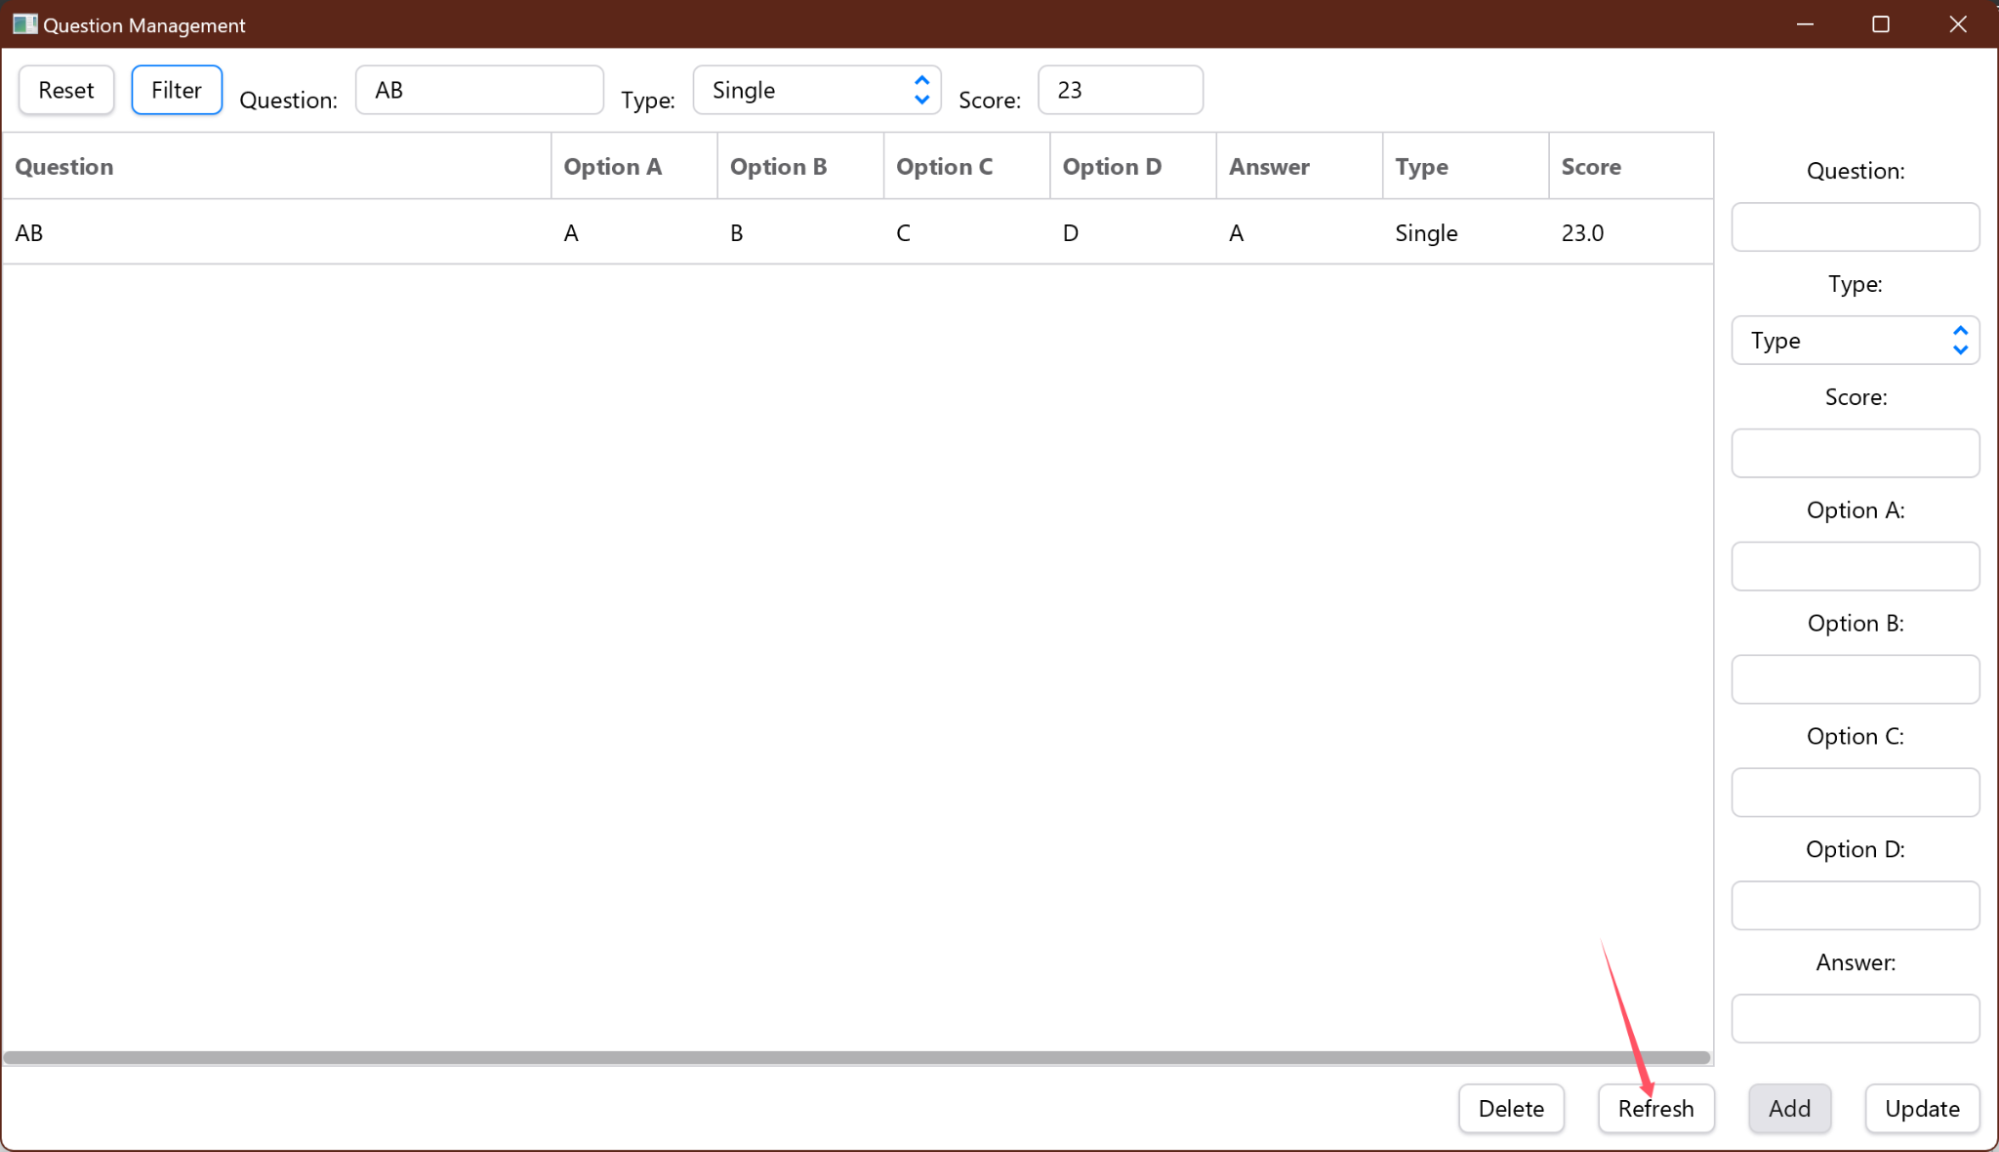 Question Management
Reset Filter Question: AB Type: Single Score: 23
Question Option A Option B Option C Option D Answer Type Score
AB A B C D A Single 23.0
Question:
Type:
Type
Score:
Option A:
Option B:
Option C:
Option D:
Answer:
Delete Refresh Add Update